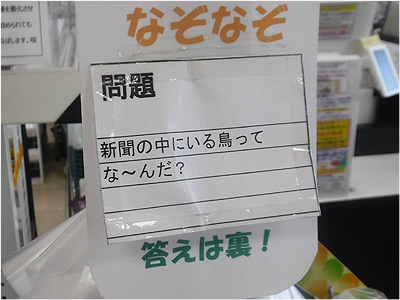 なぞなぞ
問題
新聞の中にいる鳥って
な～んだ？
答えは裏！